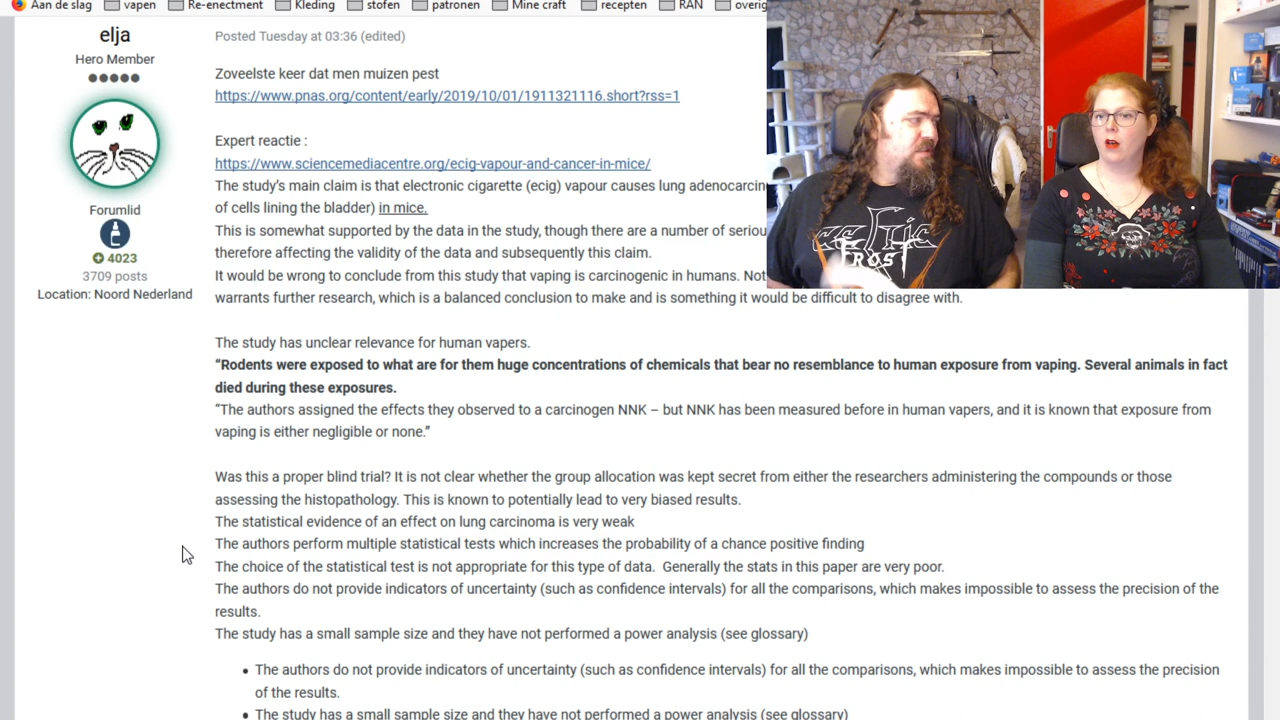 Aan de slag vapen Re-enectment Kleding stofen patronen Mine craft recepten RAN overig
elja
Hero Member
Forumlid
4023
3709 posts
Location: Noord Nederland
Posted Tuesday at 03:36 (edited)
Zoveelste keer dat men muizen pest
https://www.pnas.org/content/early/2019/10/01/1911321116.short?rss=1
Expert reactie :
https://www.sciencemediacentre.org/ecig-vapour-and-cancer-in-mice/
The study's main claim is that electronic cigarette (ecig) vapour causes lung adenocarcin
of cells lining the bladder) in mice.
This is somewhat supported by the data in the study, though there are a number of seriou
therefore affecting the validity of the data and subsequently this claim.
It would be wrong to conclude from this study that vaping is carcinogenic in humans. Not
warrants further research, which is a balanced conclusion to make and is something it would be difficult to disagree with.
The study has unclear relevance for human vapers.
“Rodents were exposed to what are for them huge concentrations of chemicals that bear no resemblance to human exposure from vaping. Several animals in fact
died during these exposures.
“The authors assigned the effects they observed to a carcinogen NNK – but NNK has been measured before in human vapers, and it is known that exposure from
vaping is either negligible or none.”
Was this a proper blind trial? It is not clear whether the group allocation was kept secret from either the researchers administering the compounds or those
assessing the histopathology. This is known to potentially lead to very biased results.
The statistical evidence of an effect on lung carcinoma is very weak
The authors perform multiple statistical tests which increases the probability of a chance positive finding
The choice of the statistical test is not appropriate for this type of data.  Generally the stats in this paper are very poor.
The authors do not provide indicators of uncertainty (such as confidence intervals) for all the comparisons, which makes impossible to assess the precision of the
results.
The study has a small sample size and they have not performed a power analysis (see glossary)
• The authors do not provide indicators of uncertainty (such as confidence intervals) for all the comparisons, which makes impossible to assess the precision
of the results.
• The study has a small sample size and they have not performed a power analysis (see glossary)